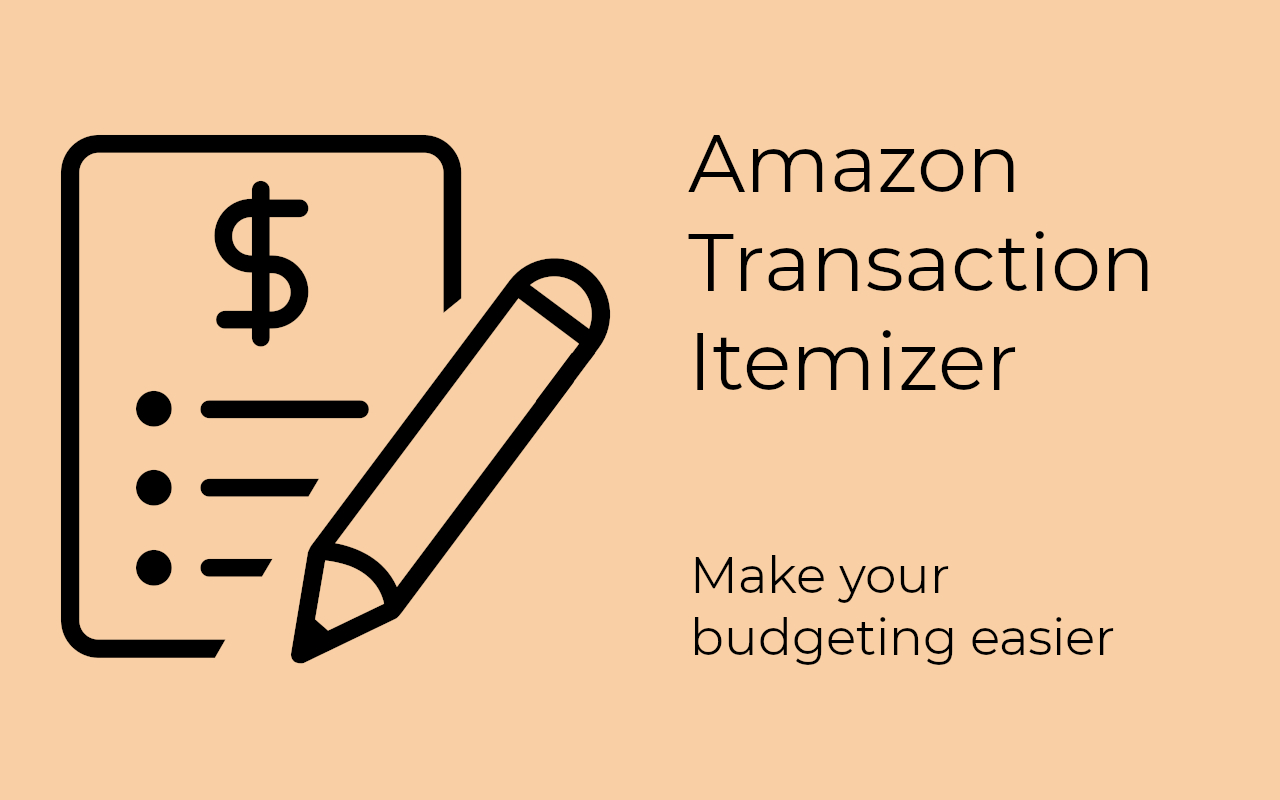 $
Amazon
Transaction
Itemizer
Make your
budgeting easier